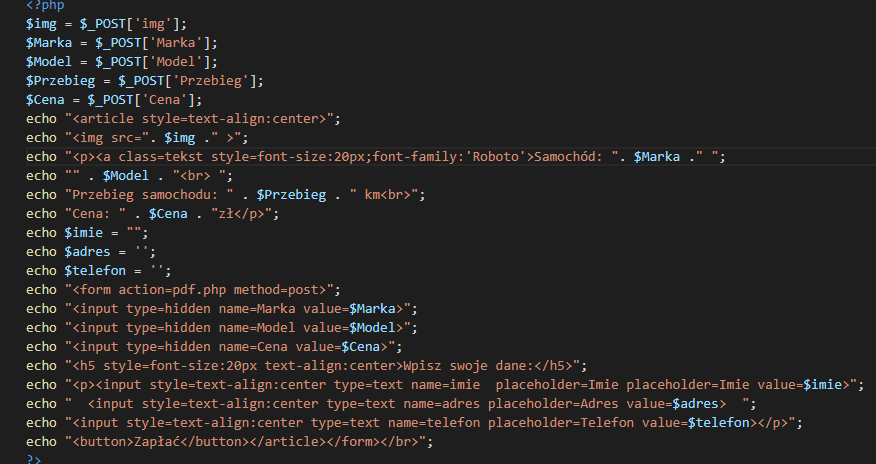 <?php
$img = $_POST['img'];
$Marka = $_POST['Marka'];
$Model = $_POST['Model'];
$Przebieg = $_POST['Przebieg'];
$Cena = $_POST['Cena'];
echo "<article style=text-align:center>";
echo "<img src=". $img ." >";
echo "<p><a class=tekst style=font-size:20px;font-family:'Roboto'>Samochód: ". $Marka ." ";
echo "" . $Model . "<br> ";
echo "Przebieg samochodu: " . $Przebieg . " km<br>";
echo "Cena: " . $Cena . "zł</p>";
echo $imie = "";
echo $adres = '';
echo $telefon = '';
echo "<form action=pdf.php method=post>";
echo "<input type=hidden name=Marka value=$Marka>";
echo "<input type=hidden name=Model value=$Model>";
echo "<input type=hidden name=Cena value=$Cena>";
echo "<h5 style=font-size:20px text-align:center>Wpisz swoje dane:</h5>";
echo "<p><input style=text-align:center type=text name=imie  placeholder=Imie placeholder=Imie value=$imie>";
echo "  <input style=text-align:center type=text name=adres placeholder=Adres value=$adres>  ";
echo "<input style=text-align:center type=text name=telefon placeholder=Telefon value=$telefon></p>";
echo "<button>Zapłać</button></article></form></br>";
?>